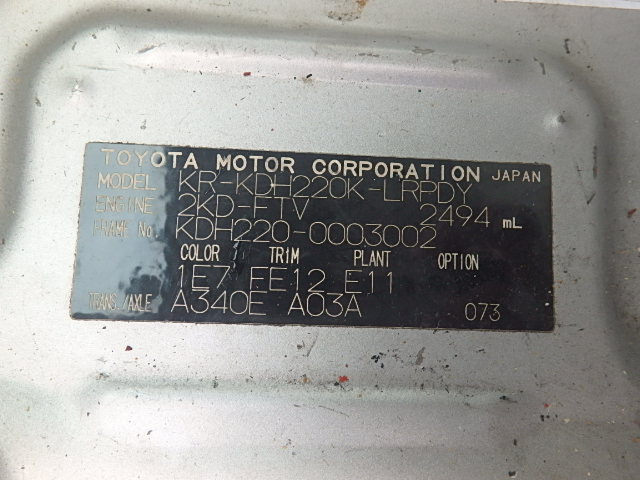 TOYOTA MOTOR CORPORATION JAPAN
MODEL KR-KDH220K-LRPDY
ENGINE 2KD-FTV 2494 mL
FRAME No. KDH220-0003002
COLOR TRIM PLANT OPTION
1E7 FE12 E11
TRANS./AXLE A340E A03A 073